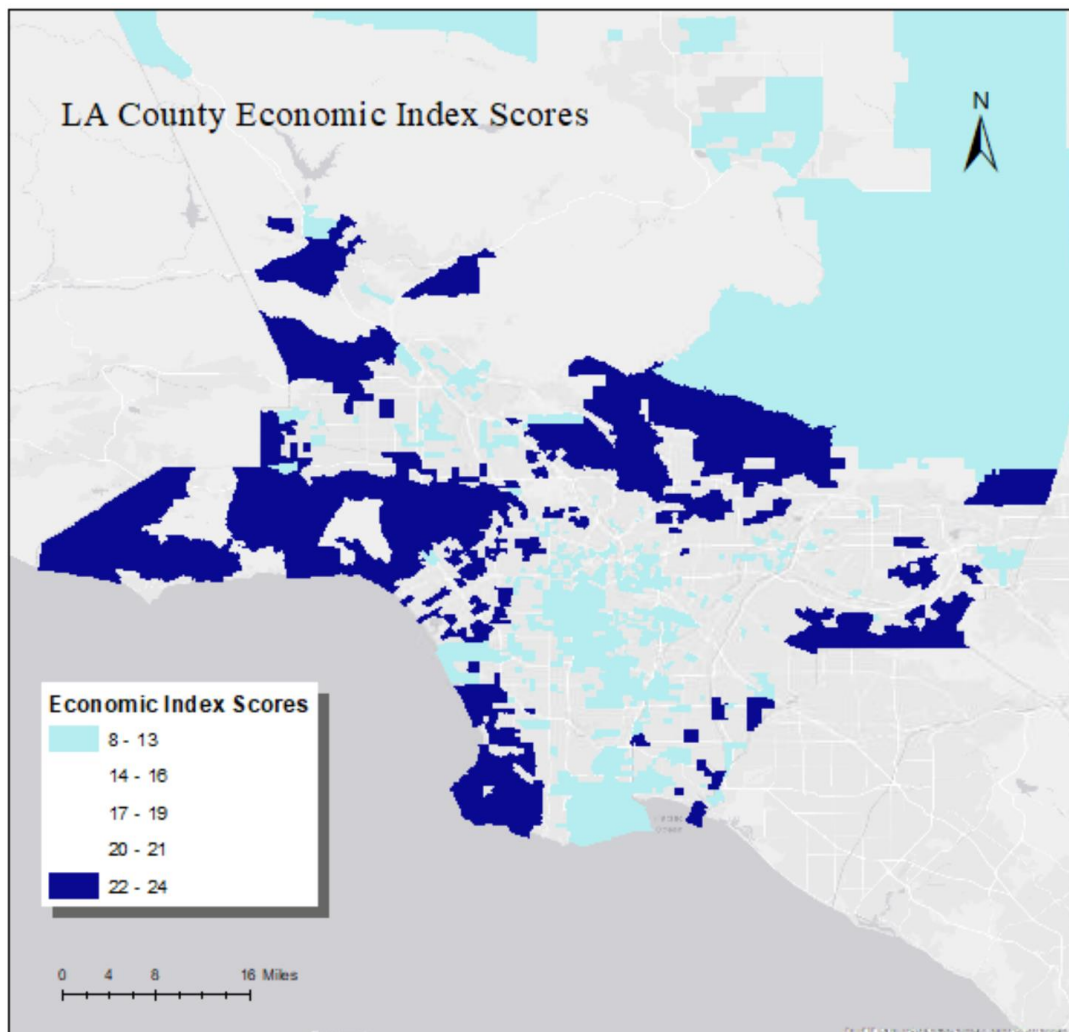 LA County Economic Index Scores
N
Economic Index Scores
8 - 13
14 - 16
17 - 19
20 - 21
22 - 24
0 4 8 16 Miles